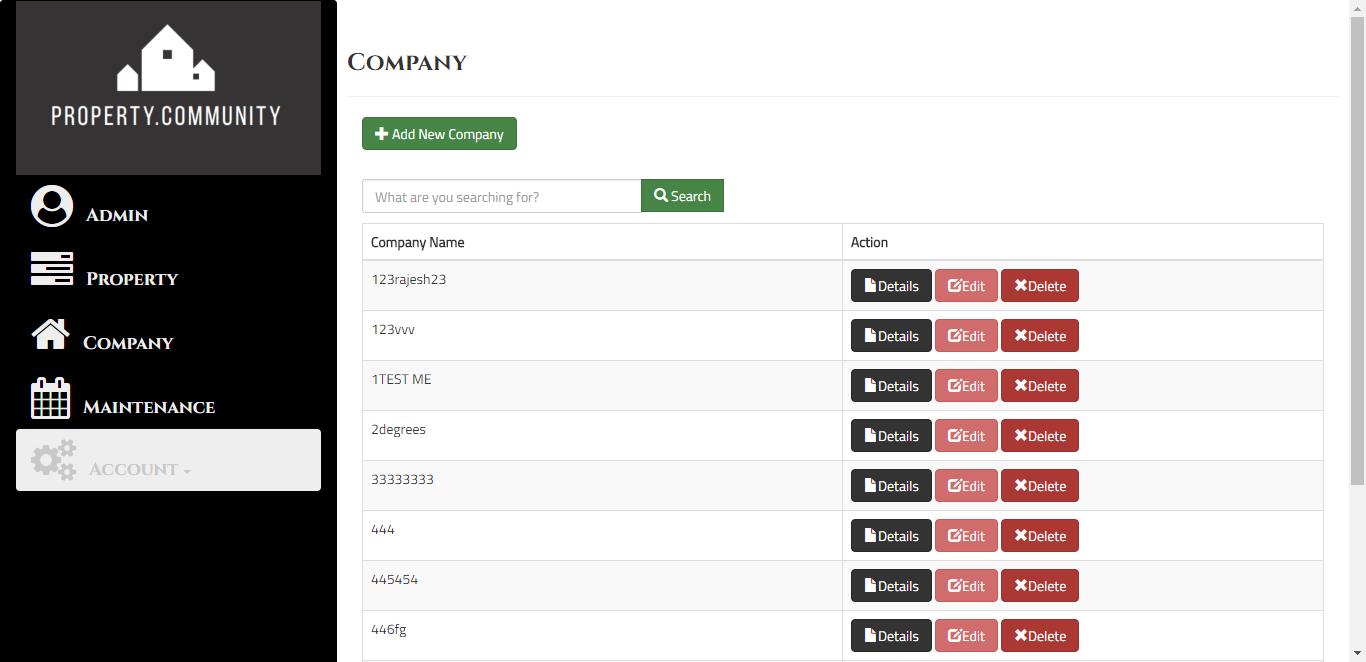 PROPERTY.COMMUNITY
Admin
Property
Company
Maintenance
Account
Company
Add New Company
What are you searching for?
Search
Company Name Action
123rajesh23 Details Edit Delete
123vvv Details Edit Delete
1TEST ME Details Edit Delete
2degrees Details Edit Delete
33333333 Details Edit Delete
444 Details Edit Delete
445454 Details Edit Delete
446fg Details Edit Delete